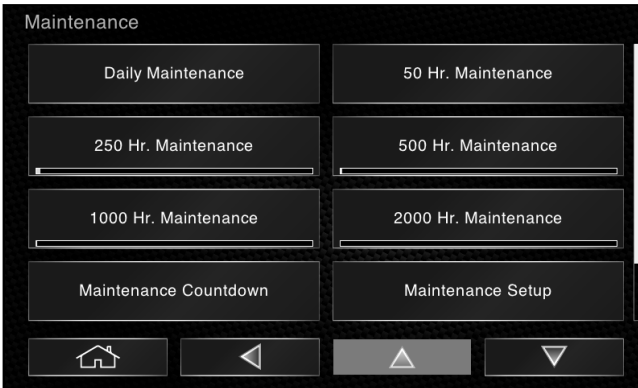 Maintenance
Daily Maintenance
50 Hr. Maintenance
250 Hr. Maintenance
500 Hr. Maintenance
1000 Hr. Maintenance
2000 Hr. Maintenance
Maintenance Countdown
Maintenance Setup